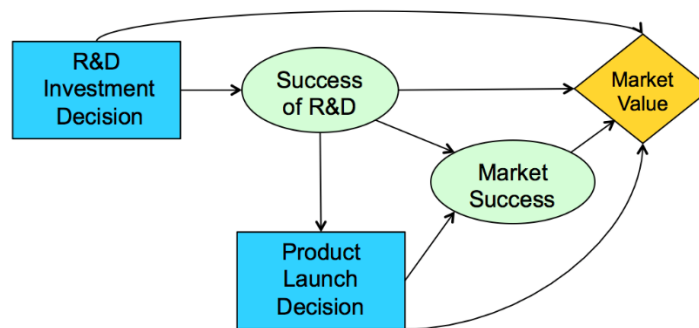 R&D
Investment
Decision
Success
of R&D
Market
Value
Market
Success
Product
Launch
Decision